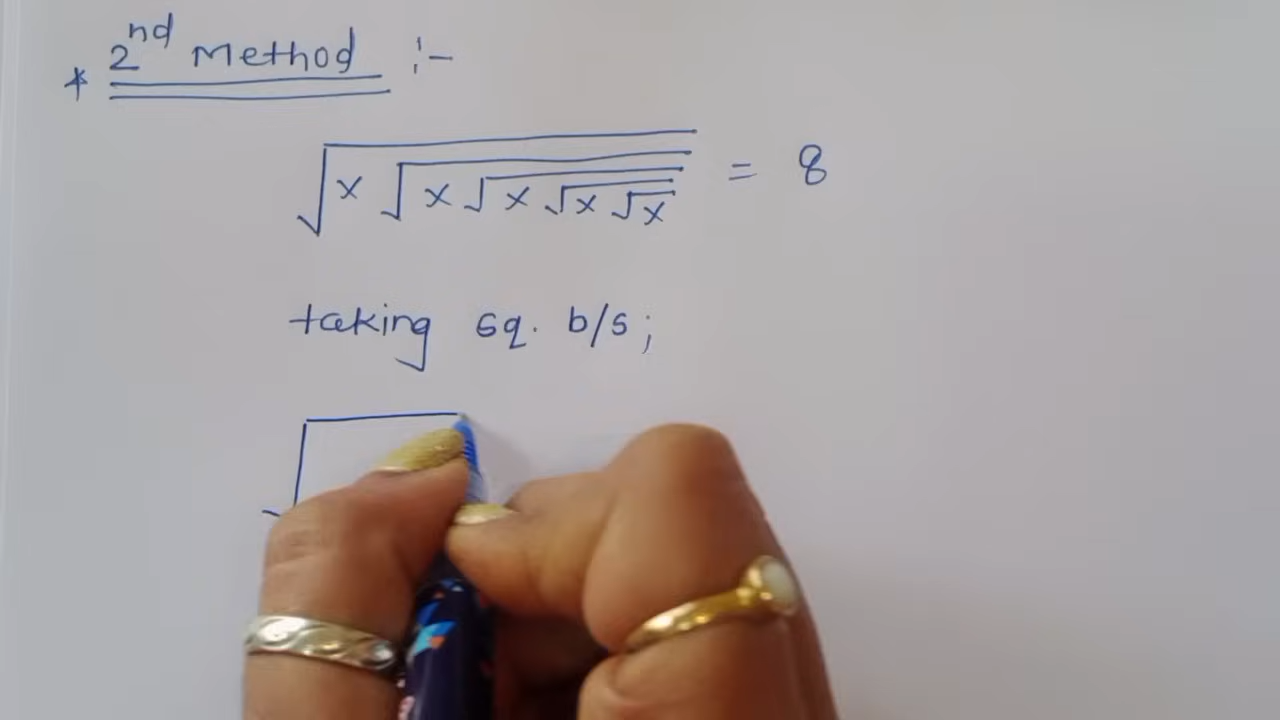 * 2nd Method :-
√x√x√x√x√x = 8
taking sq. b/s;